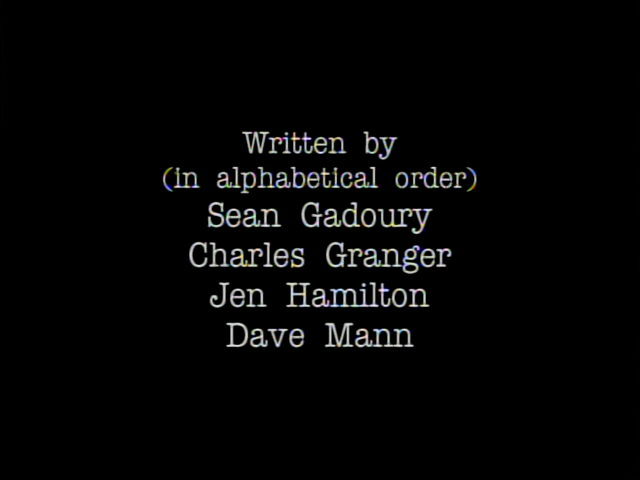 Written by
(in alphabetical order)
Sean Gadoury
Charles Granger
Jen Hamilton
Dave Mann